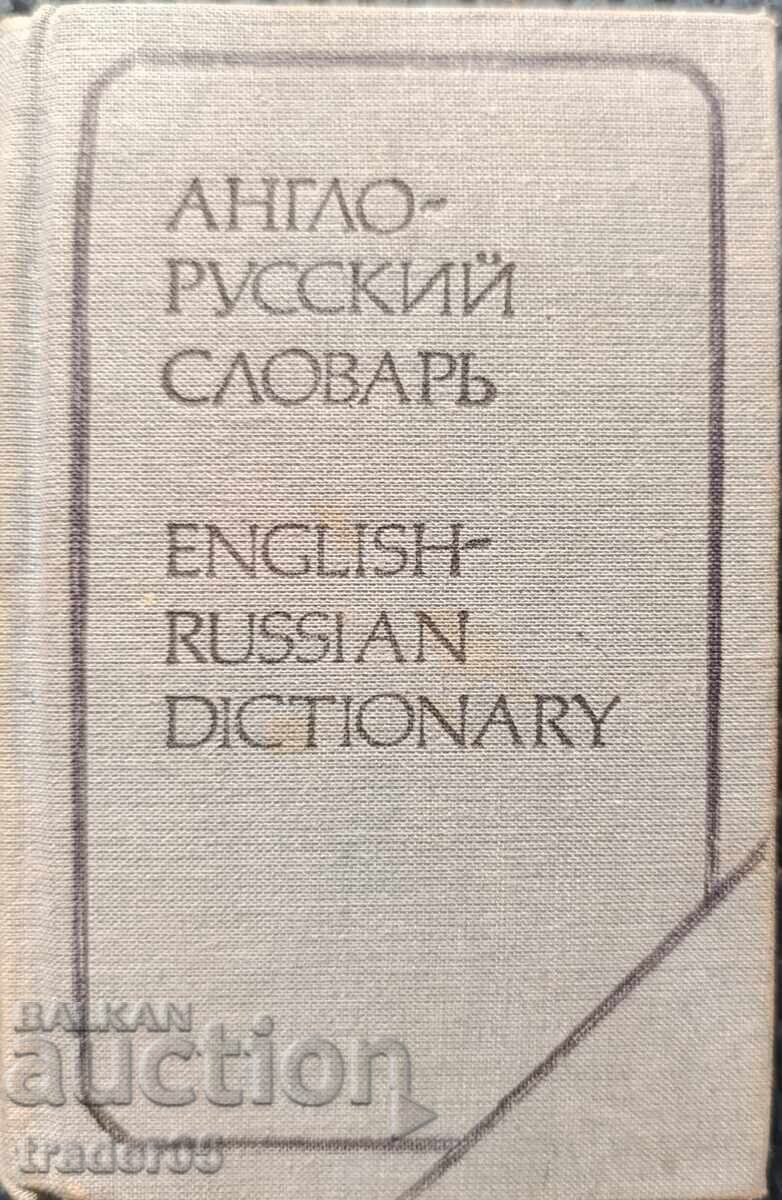 АНГЛО-
РУССКИЙ
СЛОВАРЬ
ENGLISH-
RUSSIAN
DICTIONARY
BALKAN
auction
trader05